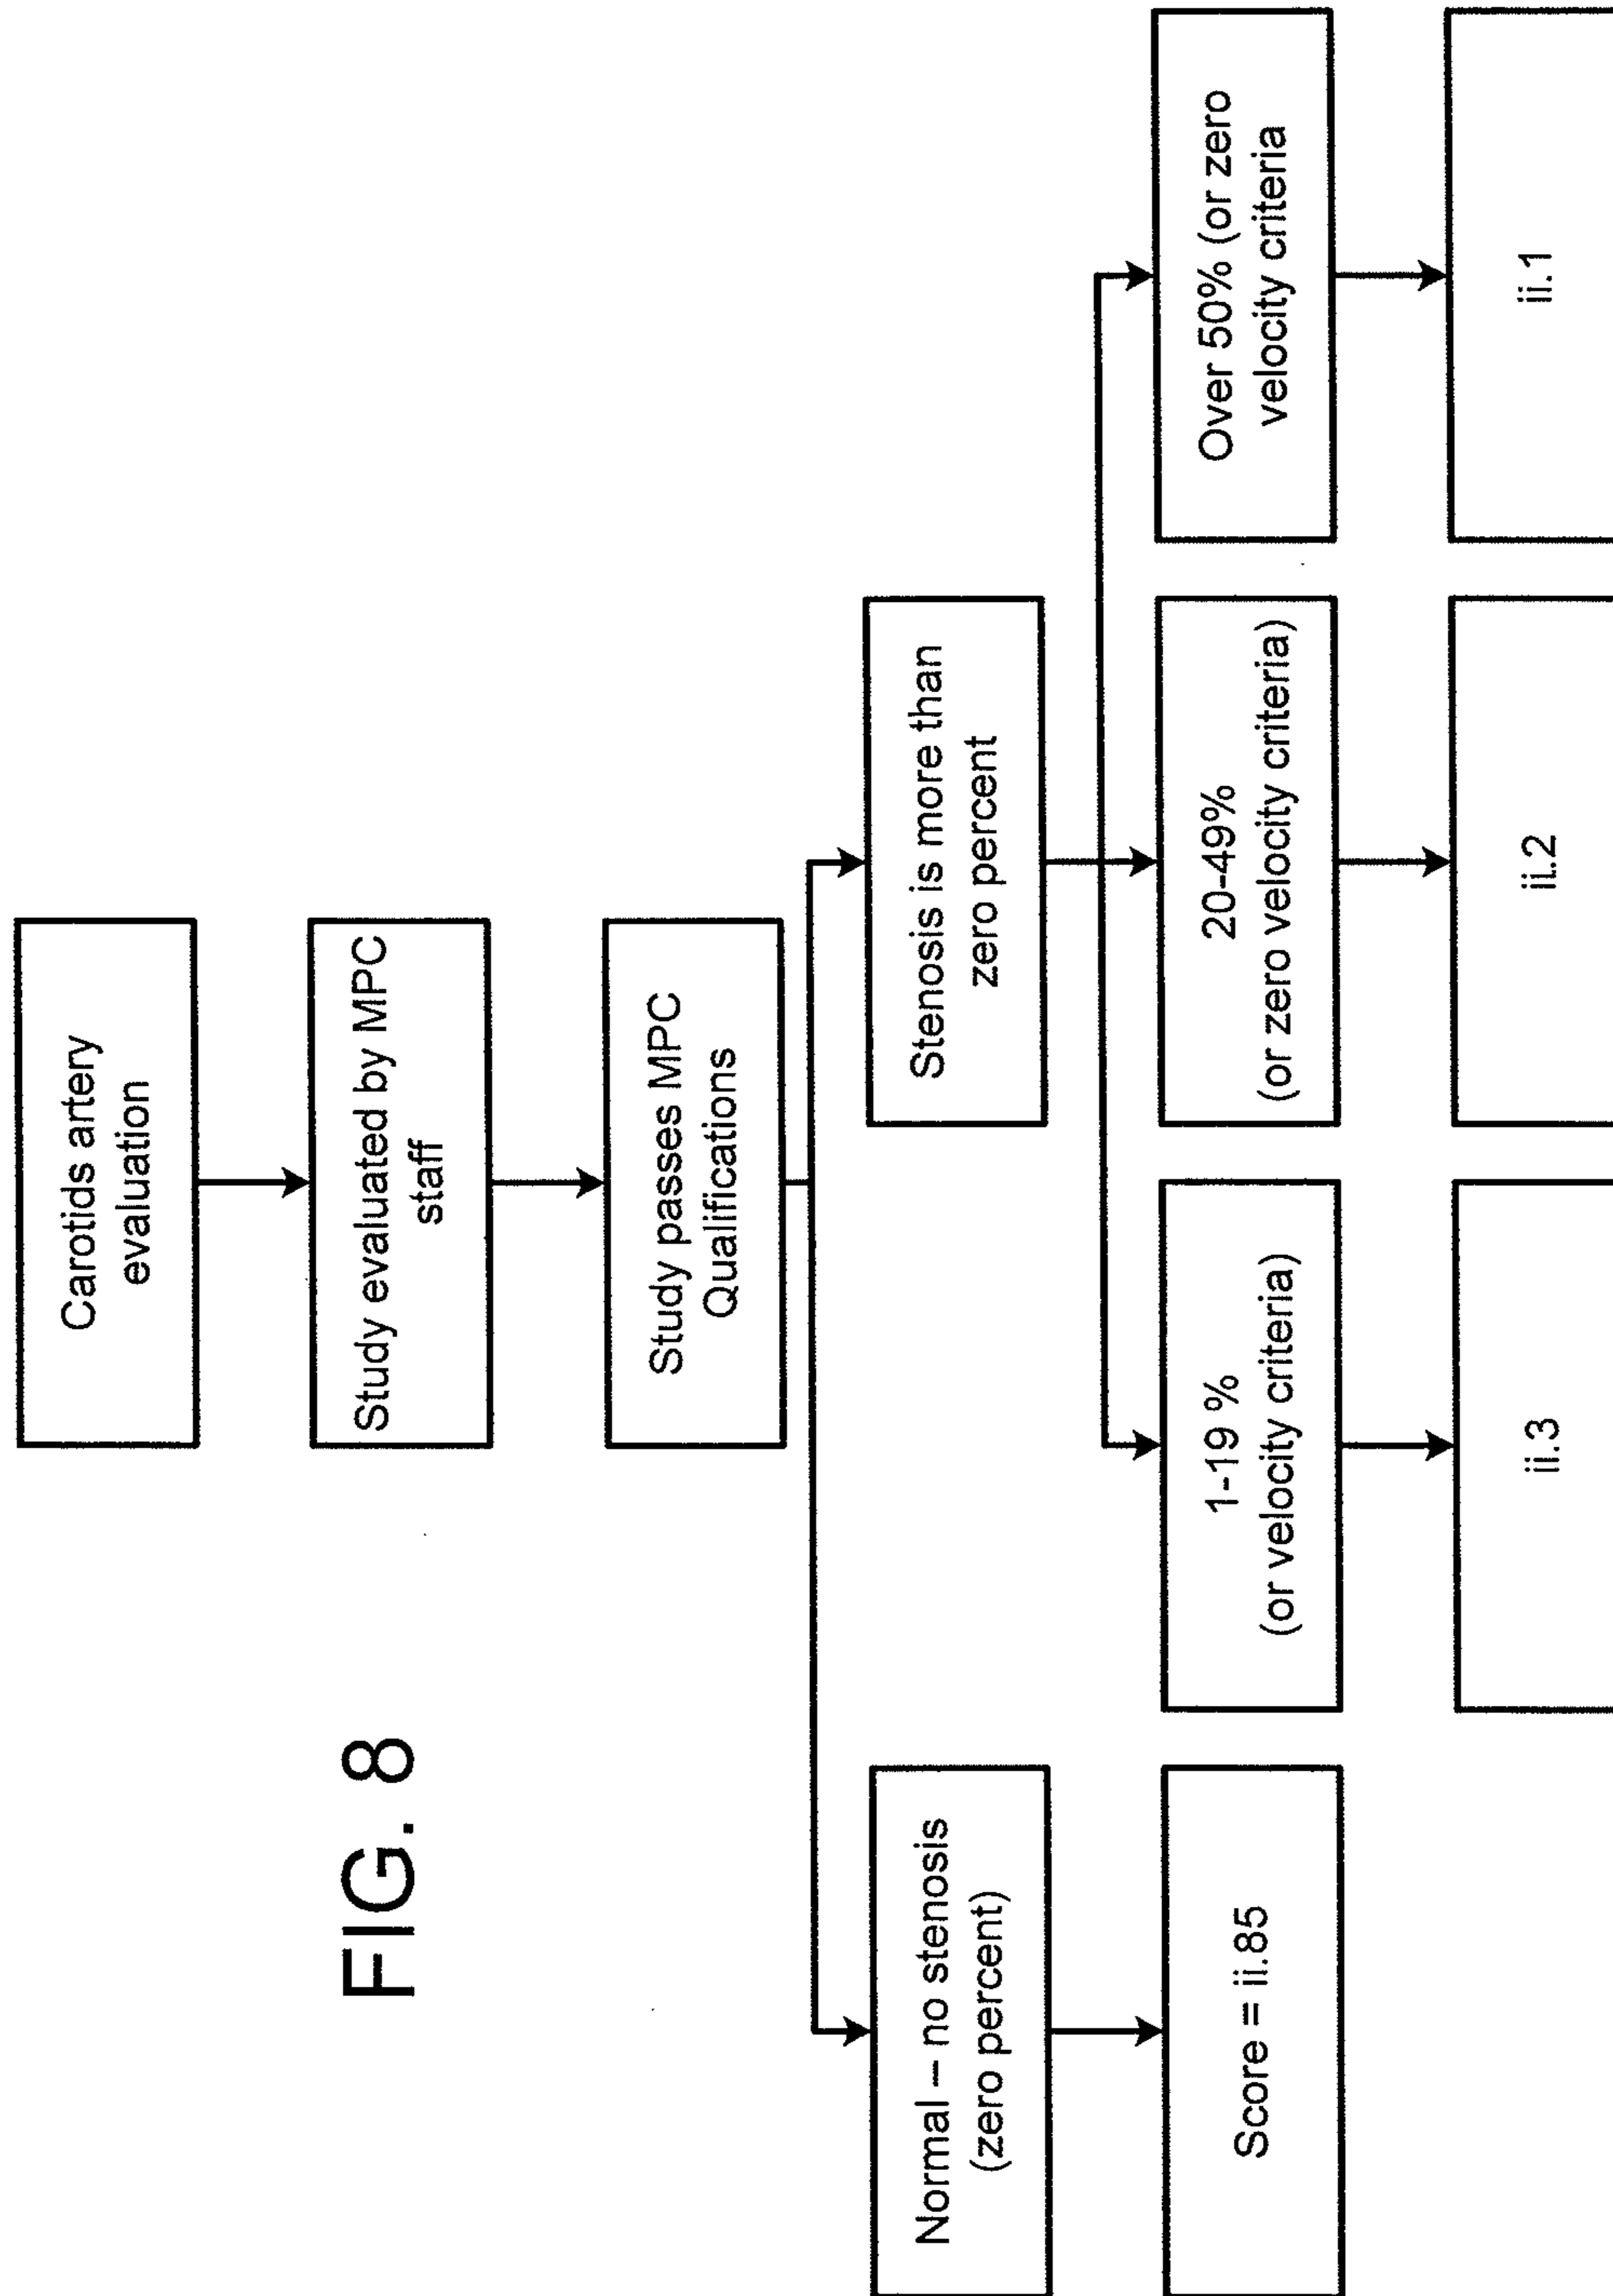 FIG. 8
Carotids artery
evaluation
Study evaluated by MPC
staff
Study passes MPC
Qualifications
Normal – no stenosis
(zero percent)
Stenosis is more than
zero percent
Score = ii.85
1-19 %
(or velocity criteria)
20-49%
(or zero velocity criteria)
Over 50% (or zero
velocity criteria
ii.3
ii.2
ii.1